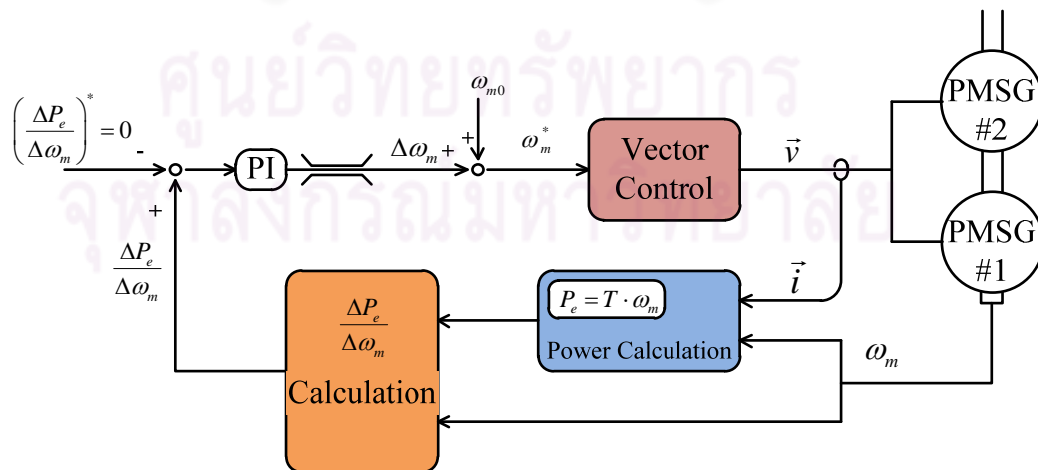 ศูนย์วิทยทรัพยากร
จุฬาลงกรณ์มหาวิทยาลัย
(ΔP_e/Δω_m)^* = 0
-
+
PI
Δω_m +
+
ω_{m0}
ω_m^*
Vector
Control
v⃗
PMSG
#2
PMSG
#1
ΔP_e/Δω_m
ΔP_e/Δω_m
Calculation
P_e = T · ω_m
Power Calculation
i⃗
ω_m